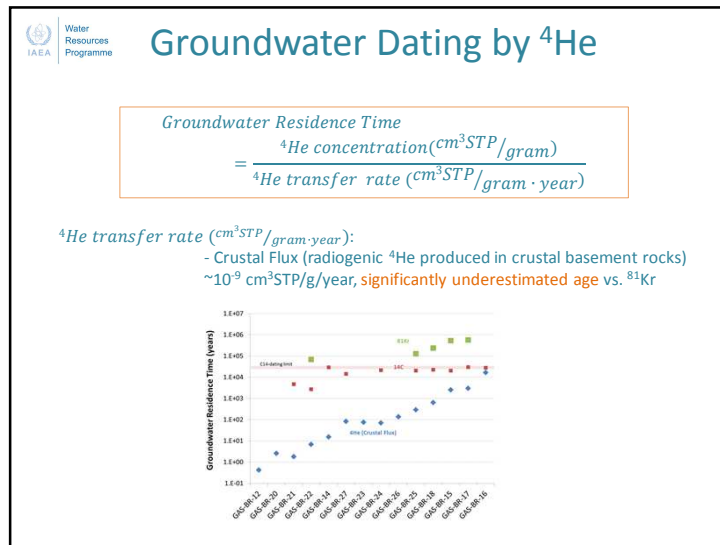 IAEA
Water
Resources
Programme
Groundwater Dating by ⁴He
Groundwater Residence Time
= ⁴He concentration(cm³STP/gram)
⁴He transfer rate (cm³STP/gram · year)
⁴He transfer rate (cm³STP/gram·year):
- Crustal Flux (radiogenic ⁴He produced in crustal basement rocks)
~10⁻⁹ cm³STP/g/year, significantly underestimated age vs. ⁸¹Kr
Groundwater Residence Time (years)
1.E+07
1.E+06
1.E+05
1.E+04
1.E+03
1.E+02
1.E+01
1.E+00
1.E-01
81Kr
C14-dating limit
14C
4He (Crustal Flux)
GAS-BR-12
GAS-BR-20
GAS-BR-21
GAS-BR-22
GAS-BR-14
GAS-BR-27
GAS-BR-23
GAS-BR-24
GAS-BR-26
GAS-BR-25
GAS-BR-18
GAS-BR-15
GAS-BR-17
GAS-BR-16